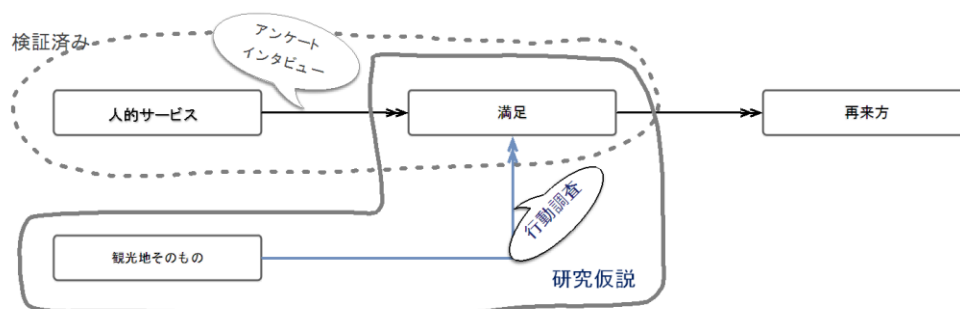 検証済み
アンケート
インタビュー
人的サービス
満足
再来方
行動調査
観光地そのもの
研究仮説